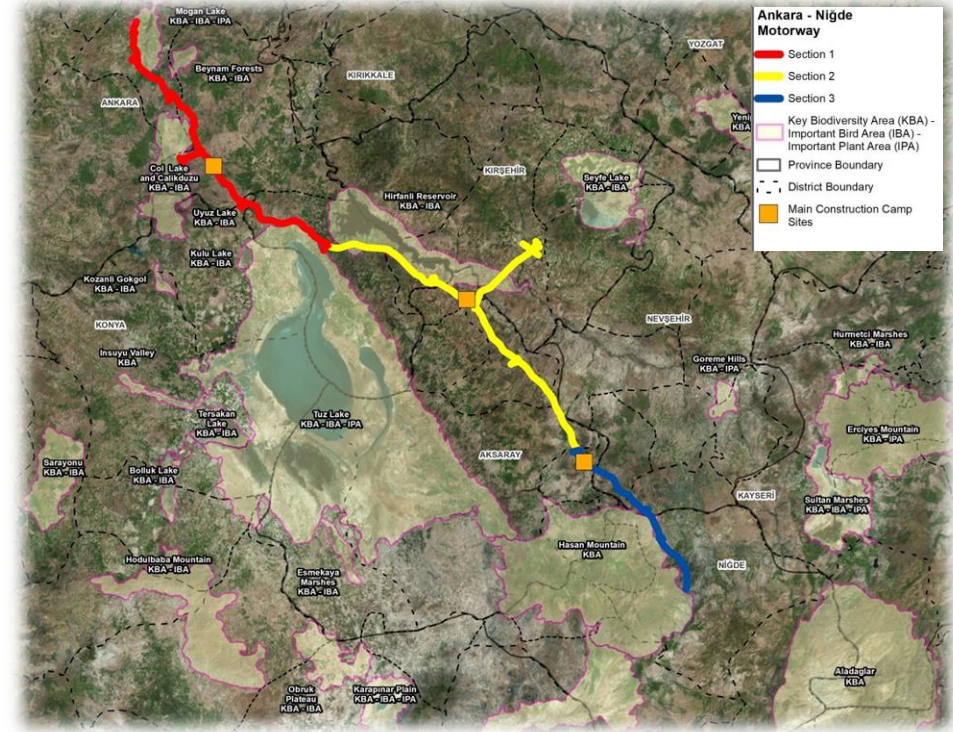 Ankara - Niğde
Motorway
Section 1
Section 2
Section 3
Key Biodiversity Area (KBA) -
Important Bird Area (IBA) -
Important Plant Area (IPA)
Province Boundary
District Boundary
Main Construction Camp
Sites
Mogan Lake
KBA - IBA - IPA
Beynam Forests
KBA - IBA
ANKARA
KIRIKKALE
YOZGAT
KBA
Col Lake
and Calikduzu
KBA - IBA
KIRŞEHİR
Seyfe Lake
KBA - IBA
Hirfanli Reservoir
KBA - IBA
Uyuz Lake
KBA - IBA
Kulu Lake
KBA - IBA
Kozanli Gokgol
KBA - IBA
KONYA
Insuyu Valley
KBA
NEVŞEHİR
Hurmetci Marshes
KBA - IBA
Goreme Hills
KBA - IPA
Tersakan
Lake
KBA - IBA
Tuz Lake
KBA - IBA - IPA
Erciyes Mountain
KBA - IPA
AKSARAY
Sarayonu
KBA - IBA
Bolluk Lake
KBA - IBA
KAYSERİ
Sultan Marshes
KBA - IBA - IPA
Hasan Mountain
KBA
NİĞDE
Hodulbaba Mountain
KBA - IBA
Esmekaya
Marshes
KBA - IBA
Aladaglar
KBA
Obruk
Plateau
KBA - IBA
Karapınar Plain
KBA - IBA - IPA